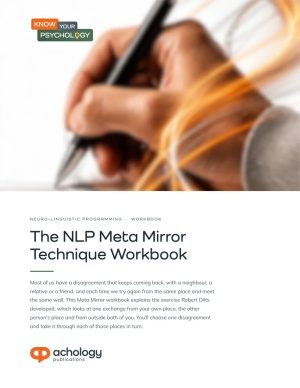 KNOW YOUR
PSYCHOLOGY
NEURO-LINGUISTIC PROGRAMMING · WORKBOOK
The NLP Meta Mirror
Technique Workbook
Most of us have a disagreement that keeps coming back, with a neighbour, a
relative or a friend, and each time we try again from the same place and meet
the same wall. This Meta Mirror workbook explains the exercise Robert Dilts
developed, which looks at one exchange from your own place, the other
person's place and from outside both of you. You'll choose one disagreement
and take it through each of those places in turn.
achology
publications